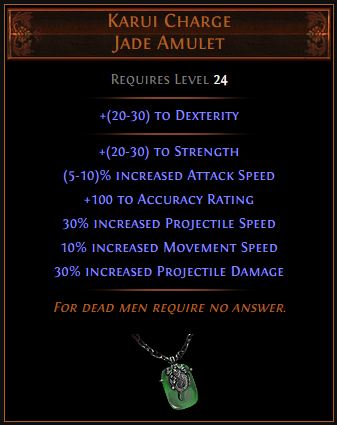 Karui Charge
Jade Amulet
Requires Level 24
+(20-30) to Dexterity
+(20-30) to Strength
(5-10)% increased Attack Speed
+100 to Accuracy Rating
30% increased Projectile Speed
10% increased Movement Speed
30% increased Projectile Damage
For dead men require no answer.